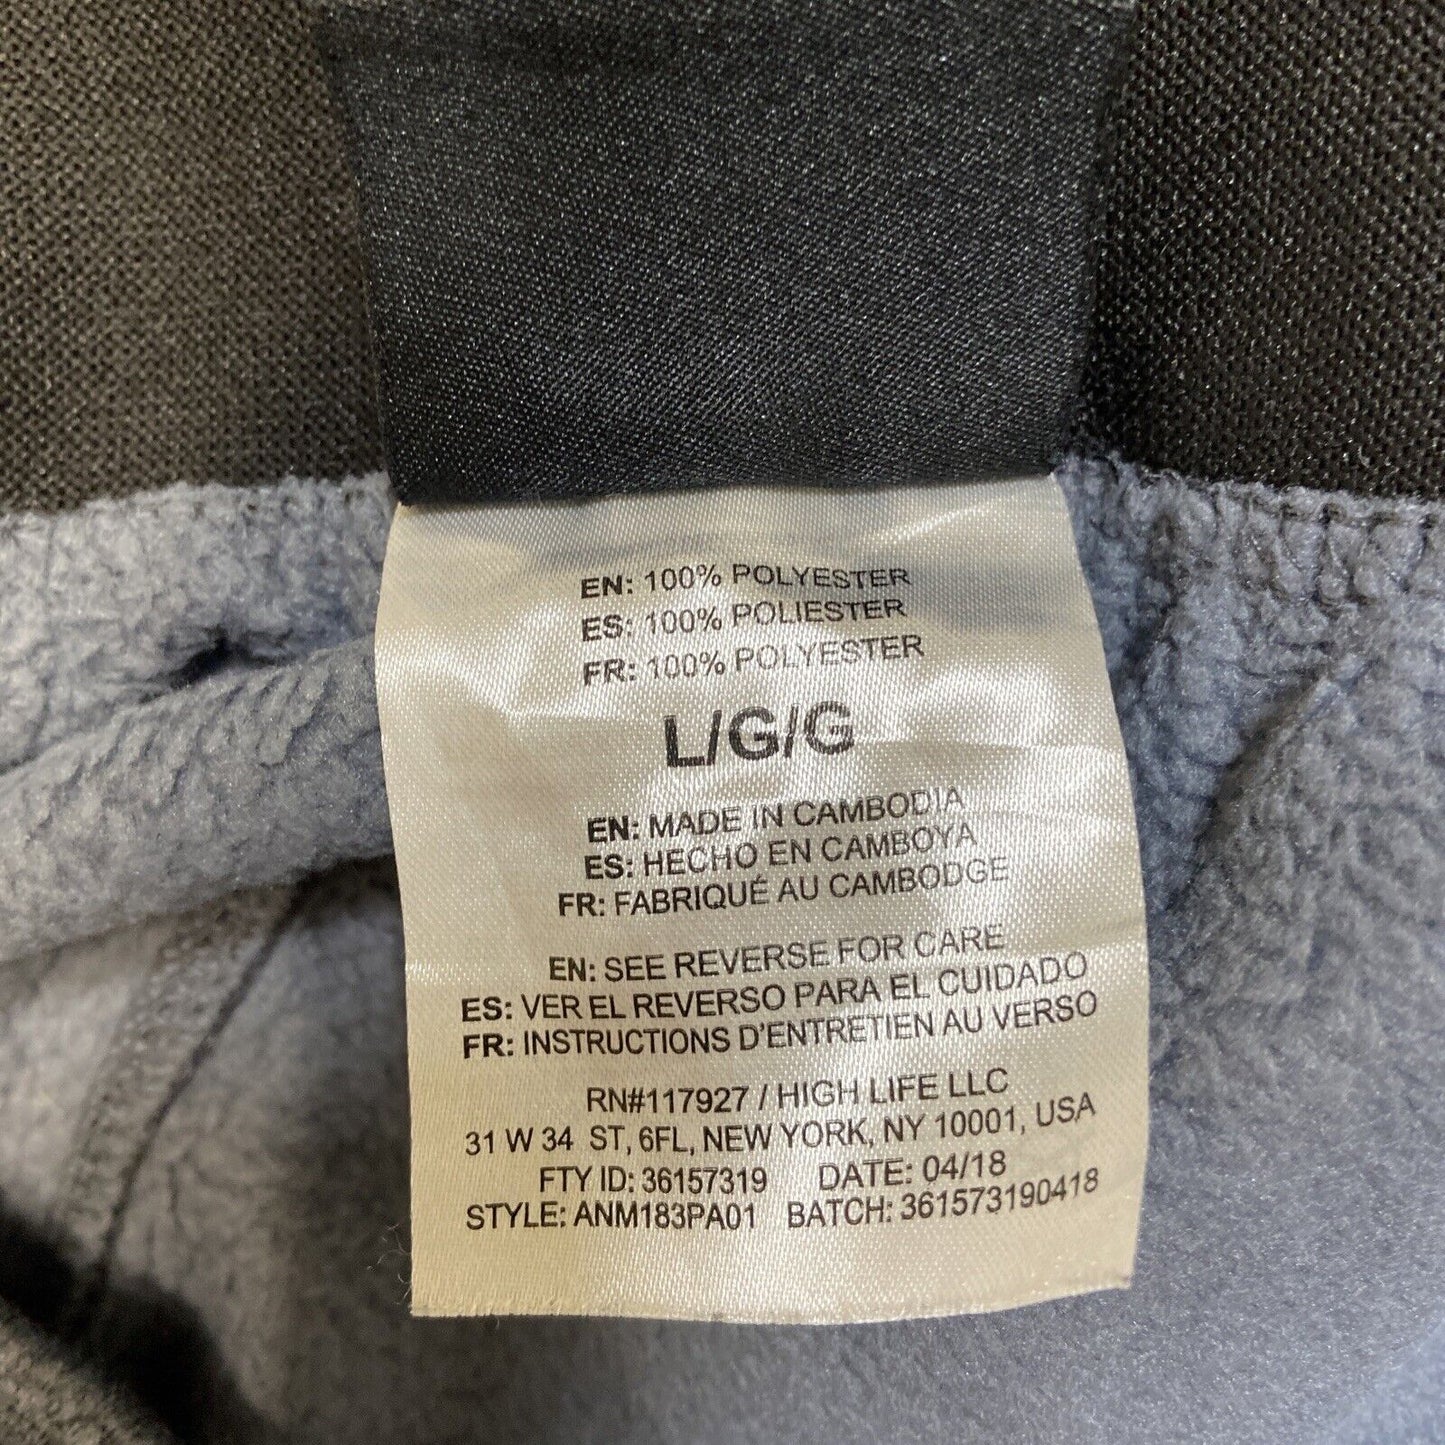 EN: 100% POLYESTER
ES: 100% POLIESTER
FR: 100% POLYESTER
L/G/G
EN: MADE IN CAMBODIA
ES: HECHO EN CAMBOYA
FR: FABRIQUÉ AU CAMBODGE
EN: SEE REVERSE FOR CARE
ES: VER EL REVERSO PARA EL CUIDADO
FR: INSTRUCTIONS D'ENTRETIEN AU VERSO
RN#117927 / HIGH LIFE LLC
31 W 34 ST, 6FL, NEW YORK, NY 10001, USA
FTY ID: 36157319 DATE: 04/18
STYLE: ANM183PA01 BATCH: 361573190418